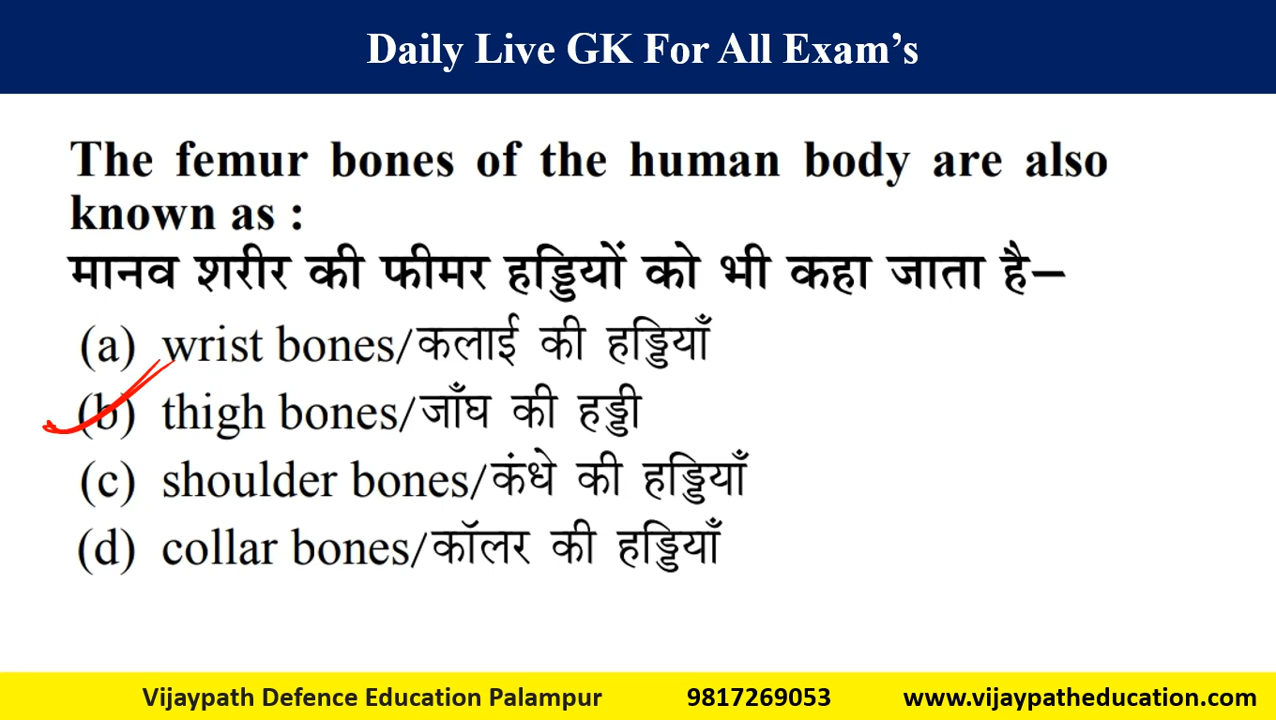 Daily Live GK For All Exam’s
The femur bones of the human body are also
known as :
मानव शरीर की फीमर हड्डियों को भी कहा जाता है–
(a) wrist bones/कलाई की हड्डियाँ
(b) thigh bones/जाँघ की हड्डी
(c) shoulder bones/कंधे की हड्डियाँ
(d) collar bones/कॉलर की हड्डियाँ
Vijaypath Defence Education Palampur 9817269053 www.vijaypatheducation.com